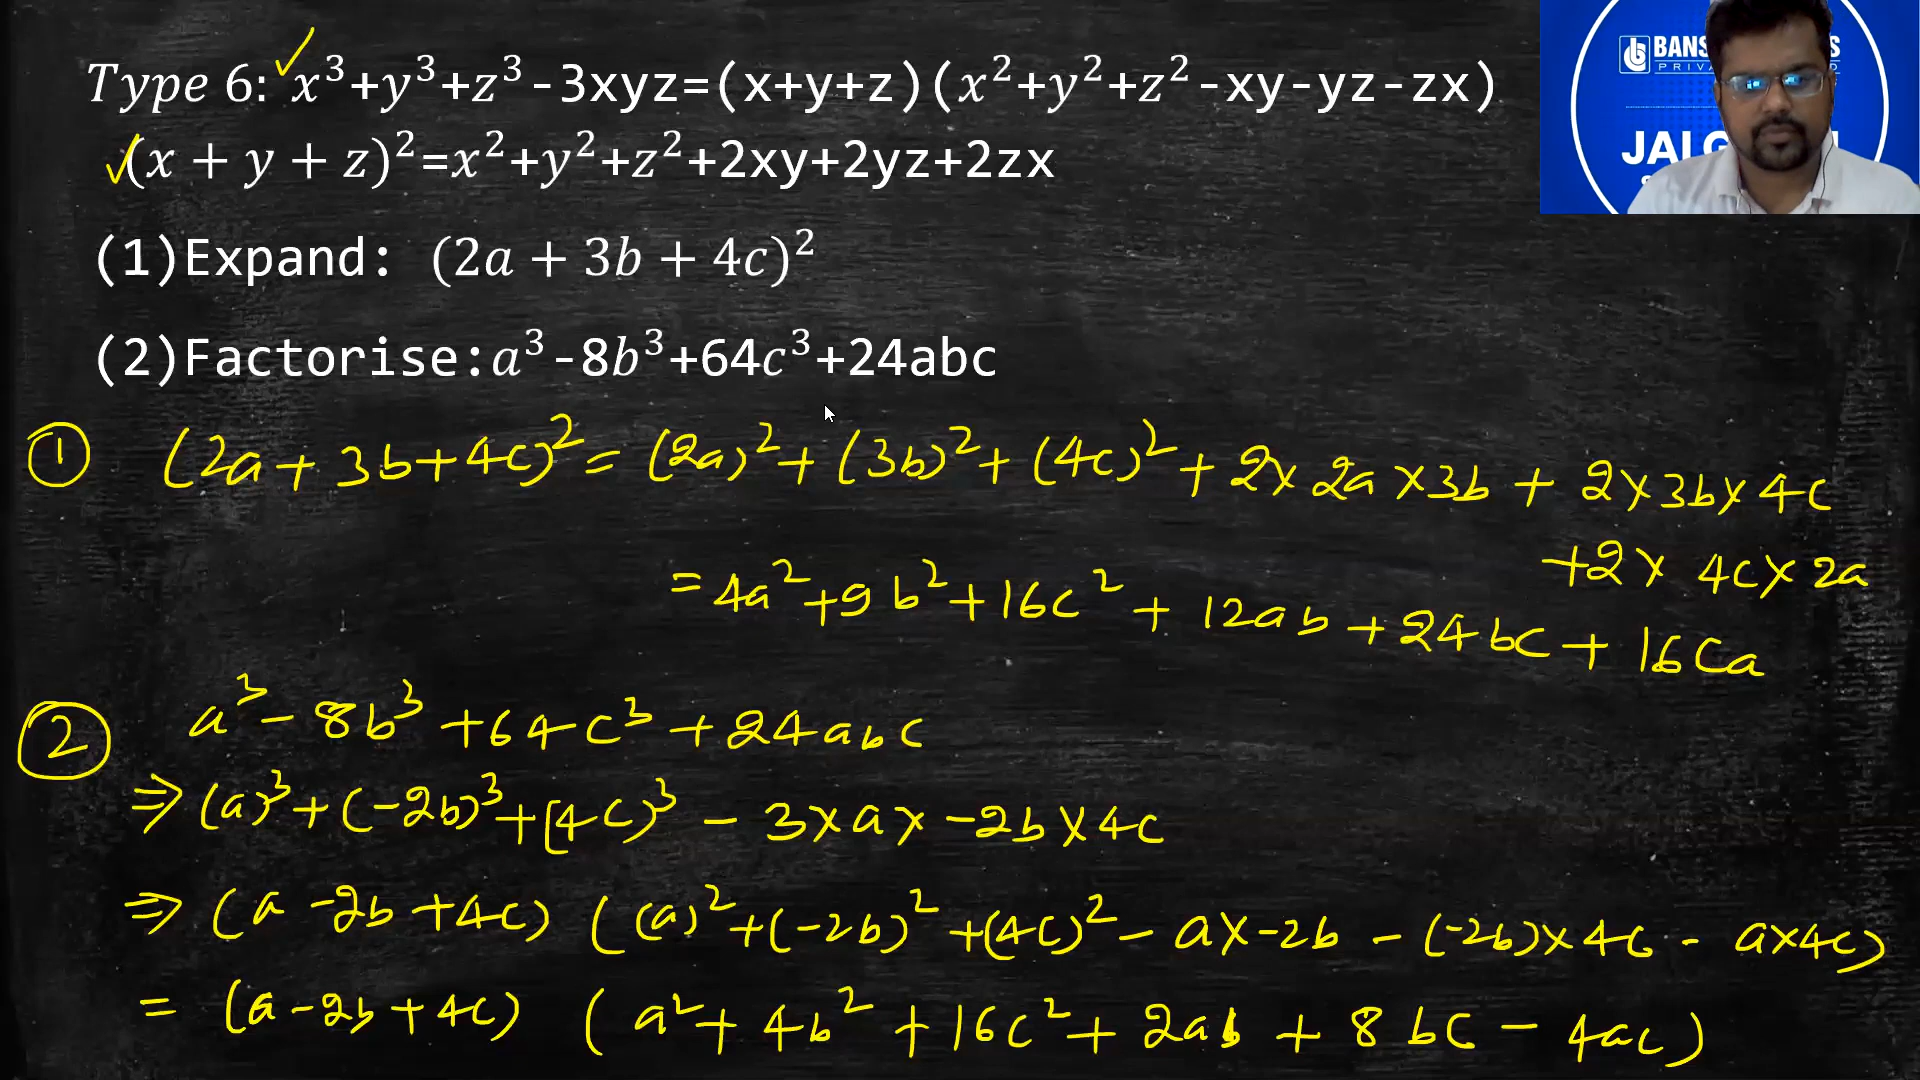 Type 6: x³+y³+z³-3xyz=(x+y+z)(x²+y²+z²-xy-yz-zx)
(x + y + z)²=x²+y²+z²+2xy+2yz+2zx
(1)Expand: (2a + 3b + 4c)²
(2)Factorise:a³-8b³+64c³+24abc
① (2a+3b+4c)² = (2a)²+(3b)²+(4c)²+2×2a×3b+2×3b×4c
+2×4c×2a
=4a²+9b²+16c²+12ab+24bc+16ca
② a³-8b³+64c³+24abc
⇒(a)³+(-2b)³+(4c)³-3×a×-2b×4c
⇒(a-2b+4c)((a)²+(-2b)²+(4c)²-a×-2b-(-2b)×4c-a×4c)
=(a-2b+4c)(a²+4b²+16c²+2ab+8bc-4ac)